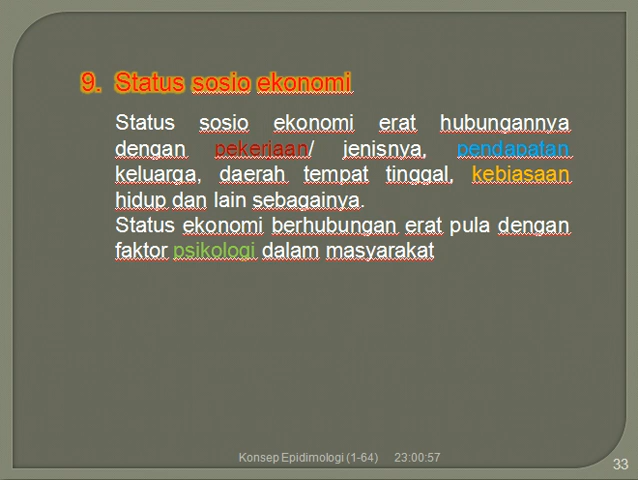 9. Status sosio ekonomi
Status sosio ekonomi erat hubungannya
dengan pekerjaan/ jenisnya, pendapatan
keluarga, daerah tempat tinggal, kebiasaan
hidup dan lain sebagainya.
Status ekonomi berhubungan erat pula dengan
faktor psikologi dalam masyarakat
Konsep Epidimologi (1-64) 23:00:57
33